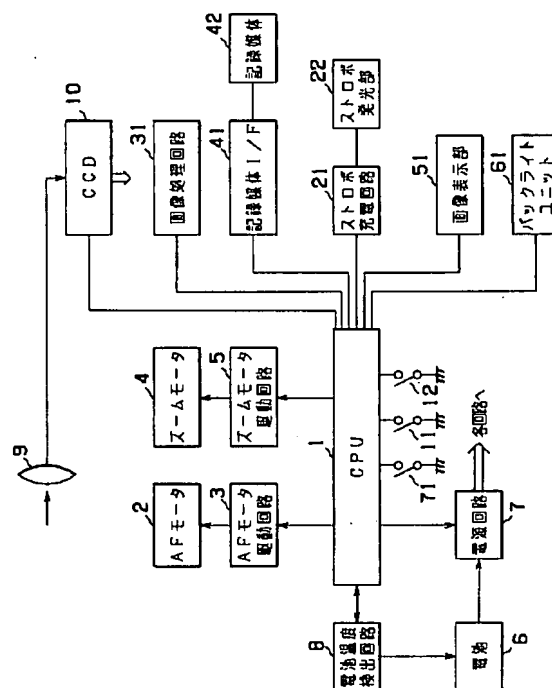 9
10
CCD
31
画像処理回路
41
記録媒体I/F
42
記録媒体
21
ストロボ
充電回路
22
ストロボ
発光部
51
画像表示部
61
バックライト
ユニット
4
ズームモータ
5
ズームモータ
駆動回路
2
AFモータ
3
AFモータ
駆動回路
1
CPU
71
11
12
8
電池温度
検出回路
6
電池
7
電源回路
各回路へ